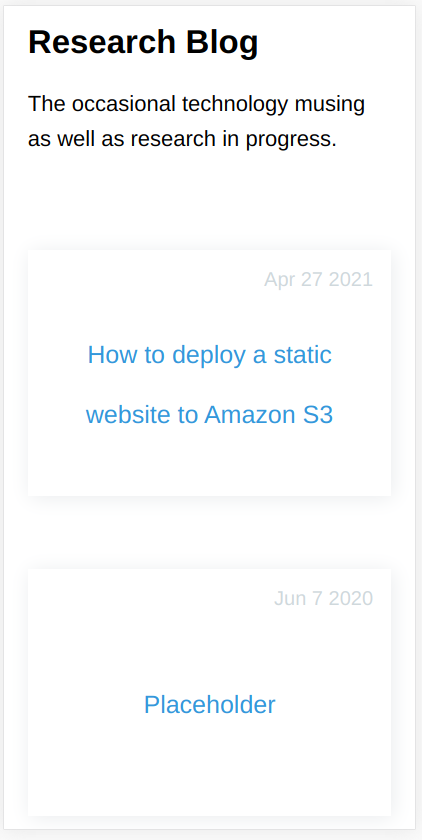 Research Blog
The occasional technology musing
as well as research in progress.
Apr 27 2021
How to deploy a static
website to Amazon S3
Jun 7 2020
Placeholder